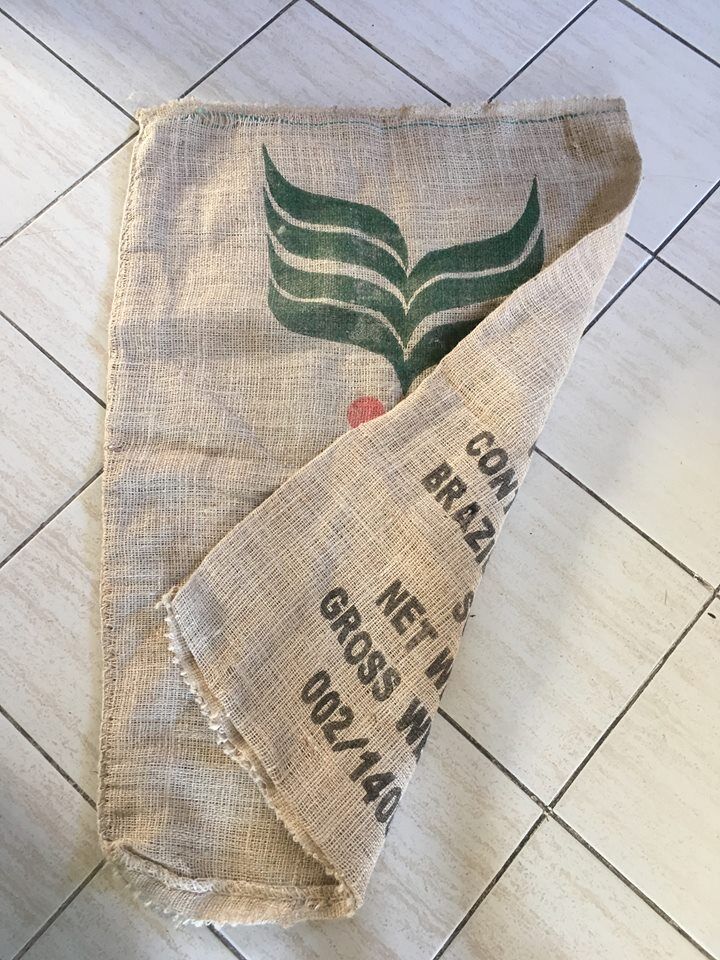 CON
BRAZI
S
NET W
GROSS W
002/140